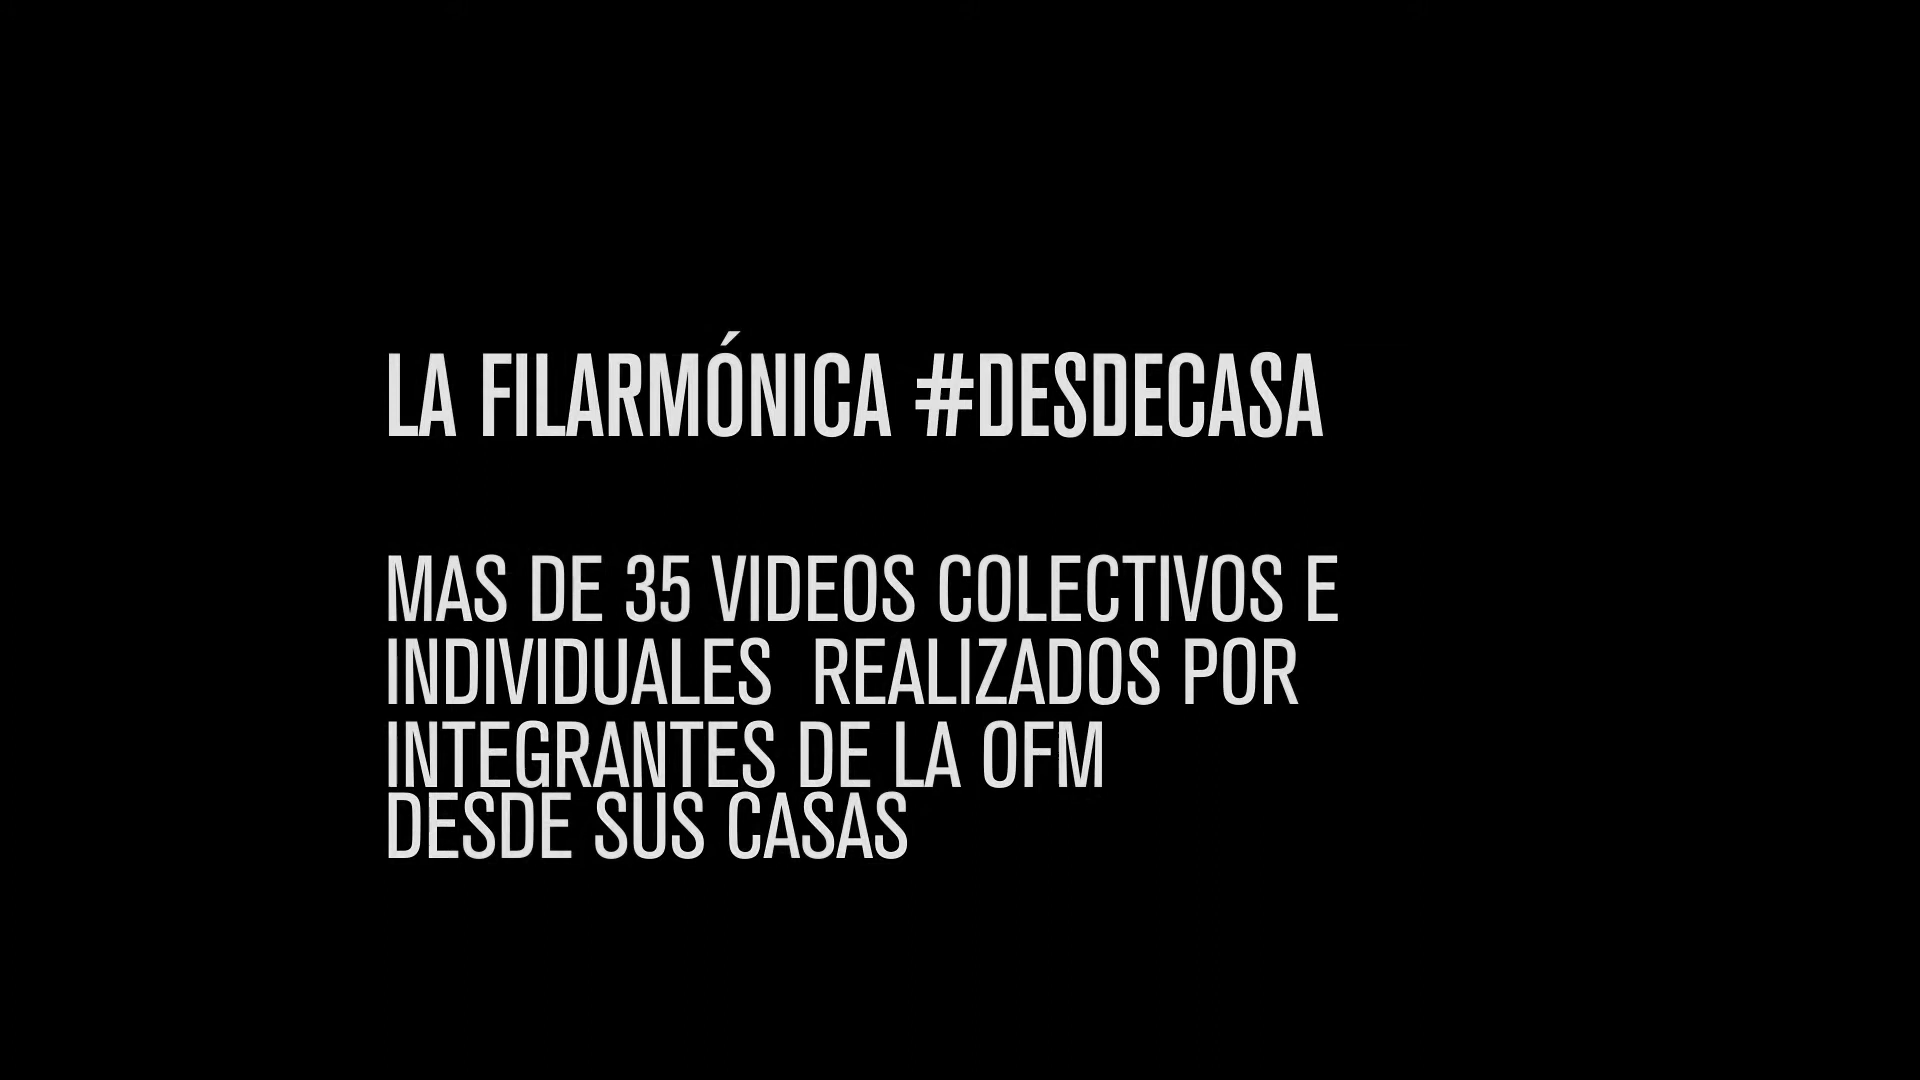 LA FILARMÓNICA #DESDECASA
MAS DE 35 VIDEOS COLECTIVOS E
INDIVIDUALES  REALIZADOS POR
INTEGRANTES DE LA OFM
DESDE SUS CASAS